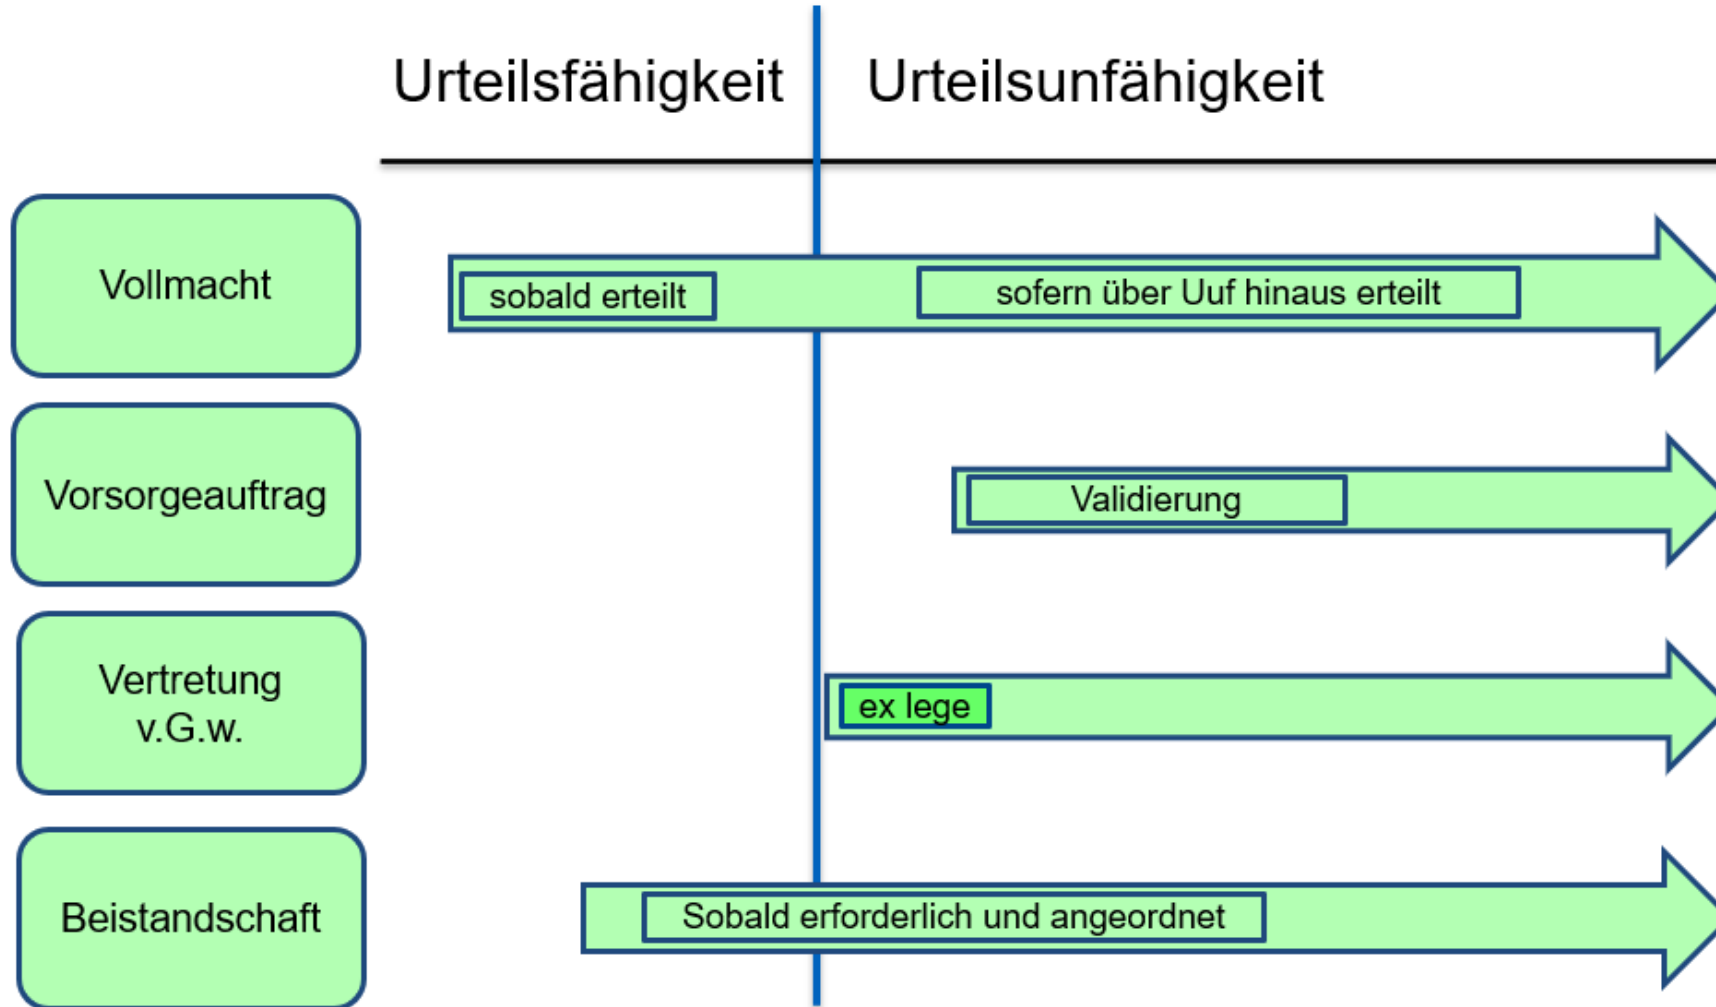 Urteilsfähigkeit
Urteilsunfähigkeit
Vollmacht
sobald erteilt
sofern über Uuf hinaus erteilt
Vorsorgeauftrag
Validierung
Vertretung
v.G.w.
ex lege
Beistandschaft
Sobald erforderlich und angeordnet